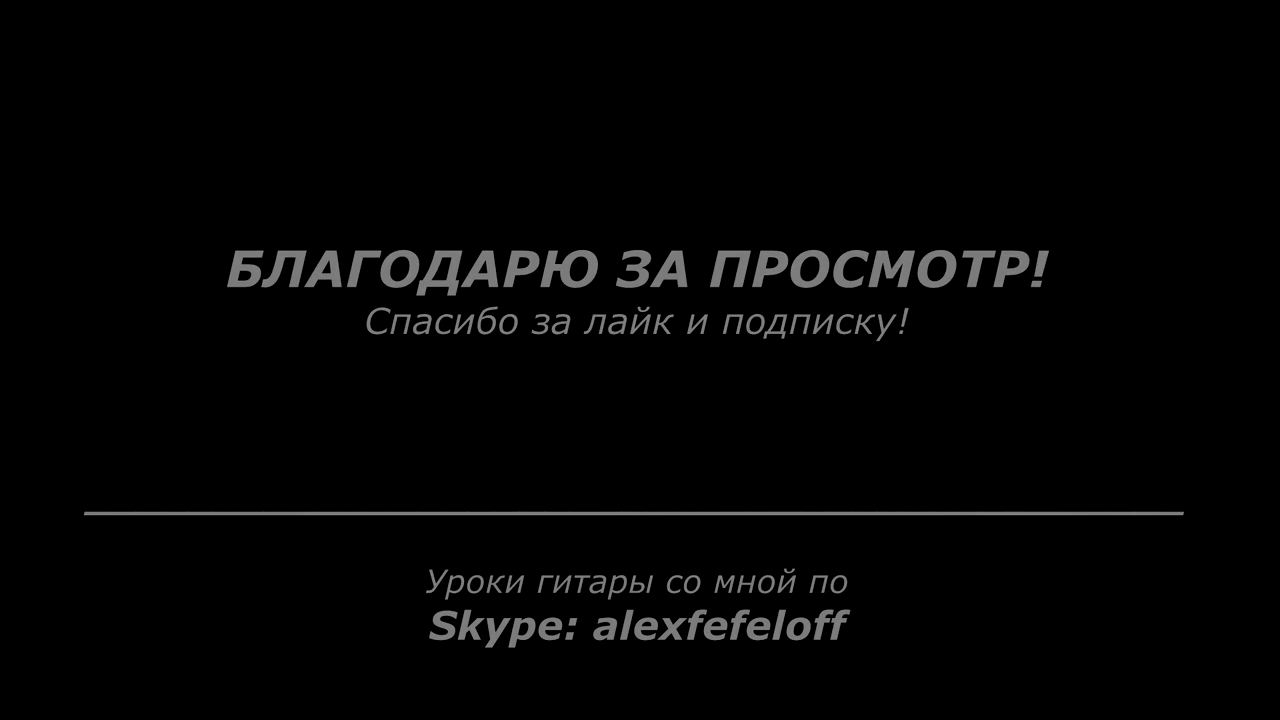 БЛАГОДАРЮ ЗА ПРОСМОТР!
Спасибо за лайк и подписку!
Уроки гитары со мной по
Skype: alexfefeloff